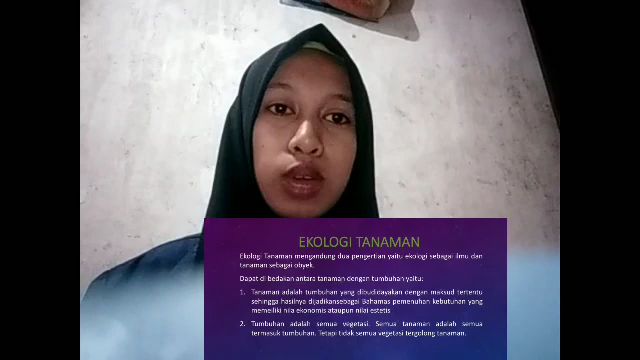 EKOLOGI TANAMAN
Ekologi Tanaman mengandung dua pengertian yaitu ekologi sebagai ilmu dan
tanaman sebagai obyek.
Dapat di bedakan antara tanaman dengan tumbuhan yaitu:
1. Tanaman adalah tumbuhan yang dibudidayakan dengan maksud tertentu
sehingga hasilnya dijadikansebagai Bahamas pemenuhan kebutuhan yang
memeiliki nila ekonomis ataupun nilai estetis
2. Tumbuhan adalah semua vegetasi. Semua tanaman adalah semua
termasuk tumbuhan. Tetapi tidak semua vegetasi tergolong tanaman.